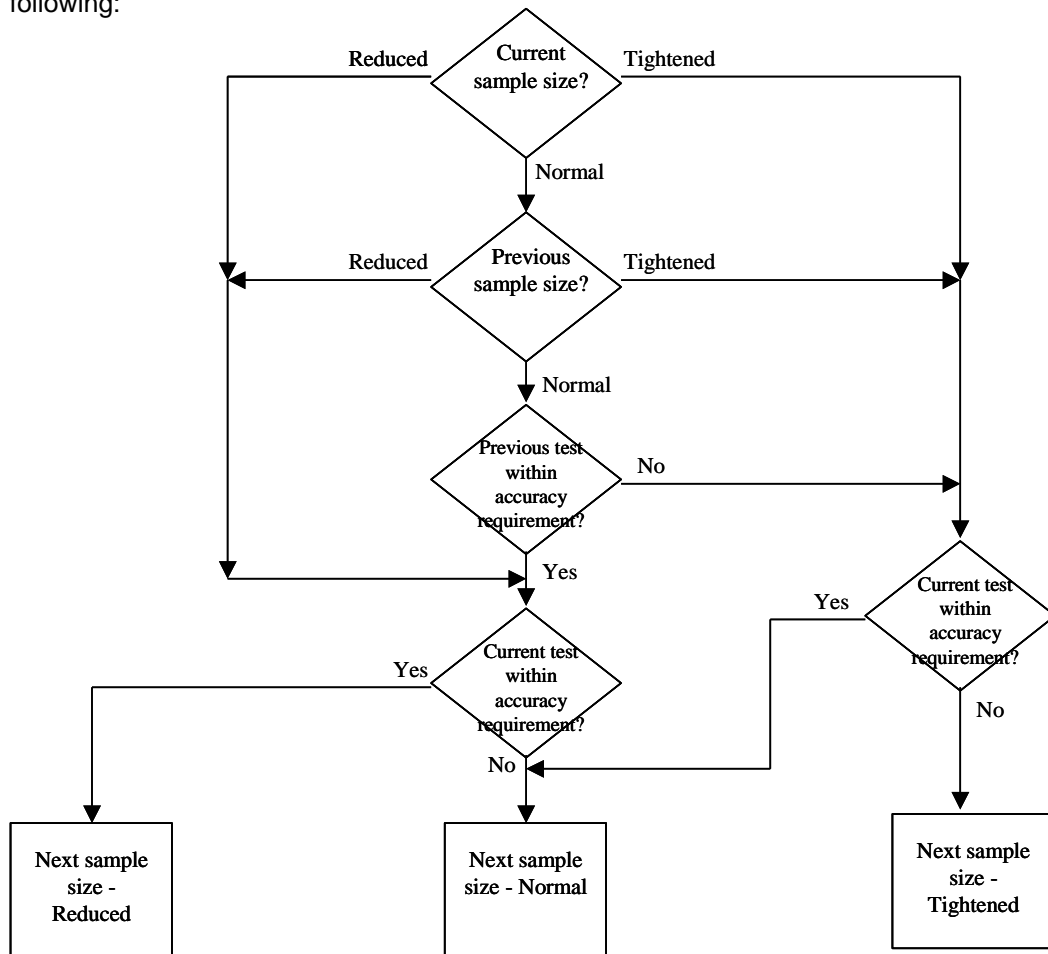 following:
Reduced
Current
sample size?
Tightened
Normal
Reduced
Previous
sample size?
Tightened
Normal
Previous test
within
accuracy
requirement?
No
Yes
Current test
within
accuracy
requirement?
Yes
No
Yes
Current test
within
accuracy
requirement?
No
Next sample
size -
Reduced
Next sample
size - Normal
Next sample
size -
Tightened